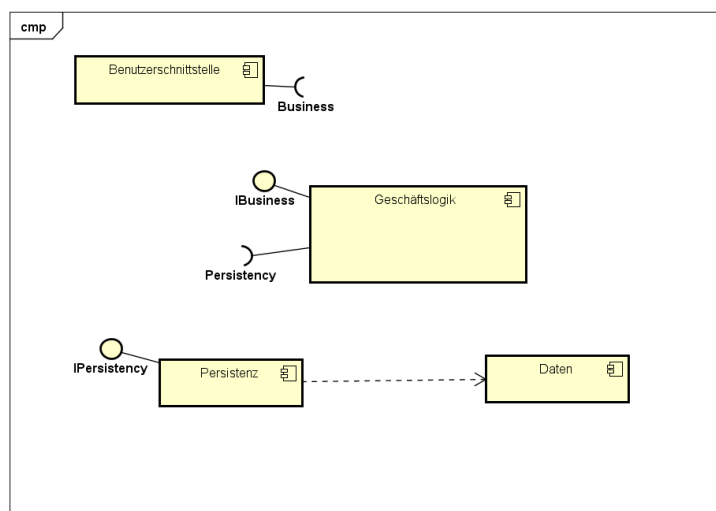 cmp
Benutzerschnittstelle
Business
IBusiness
Geschäftslogik
Persistency
IPersistency
Persistenz
Daten